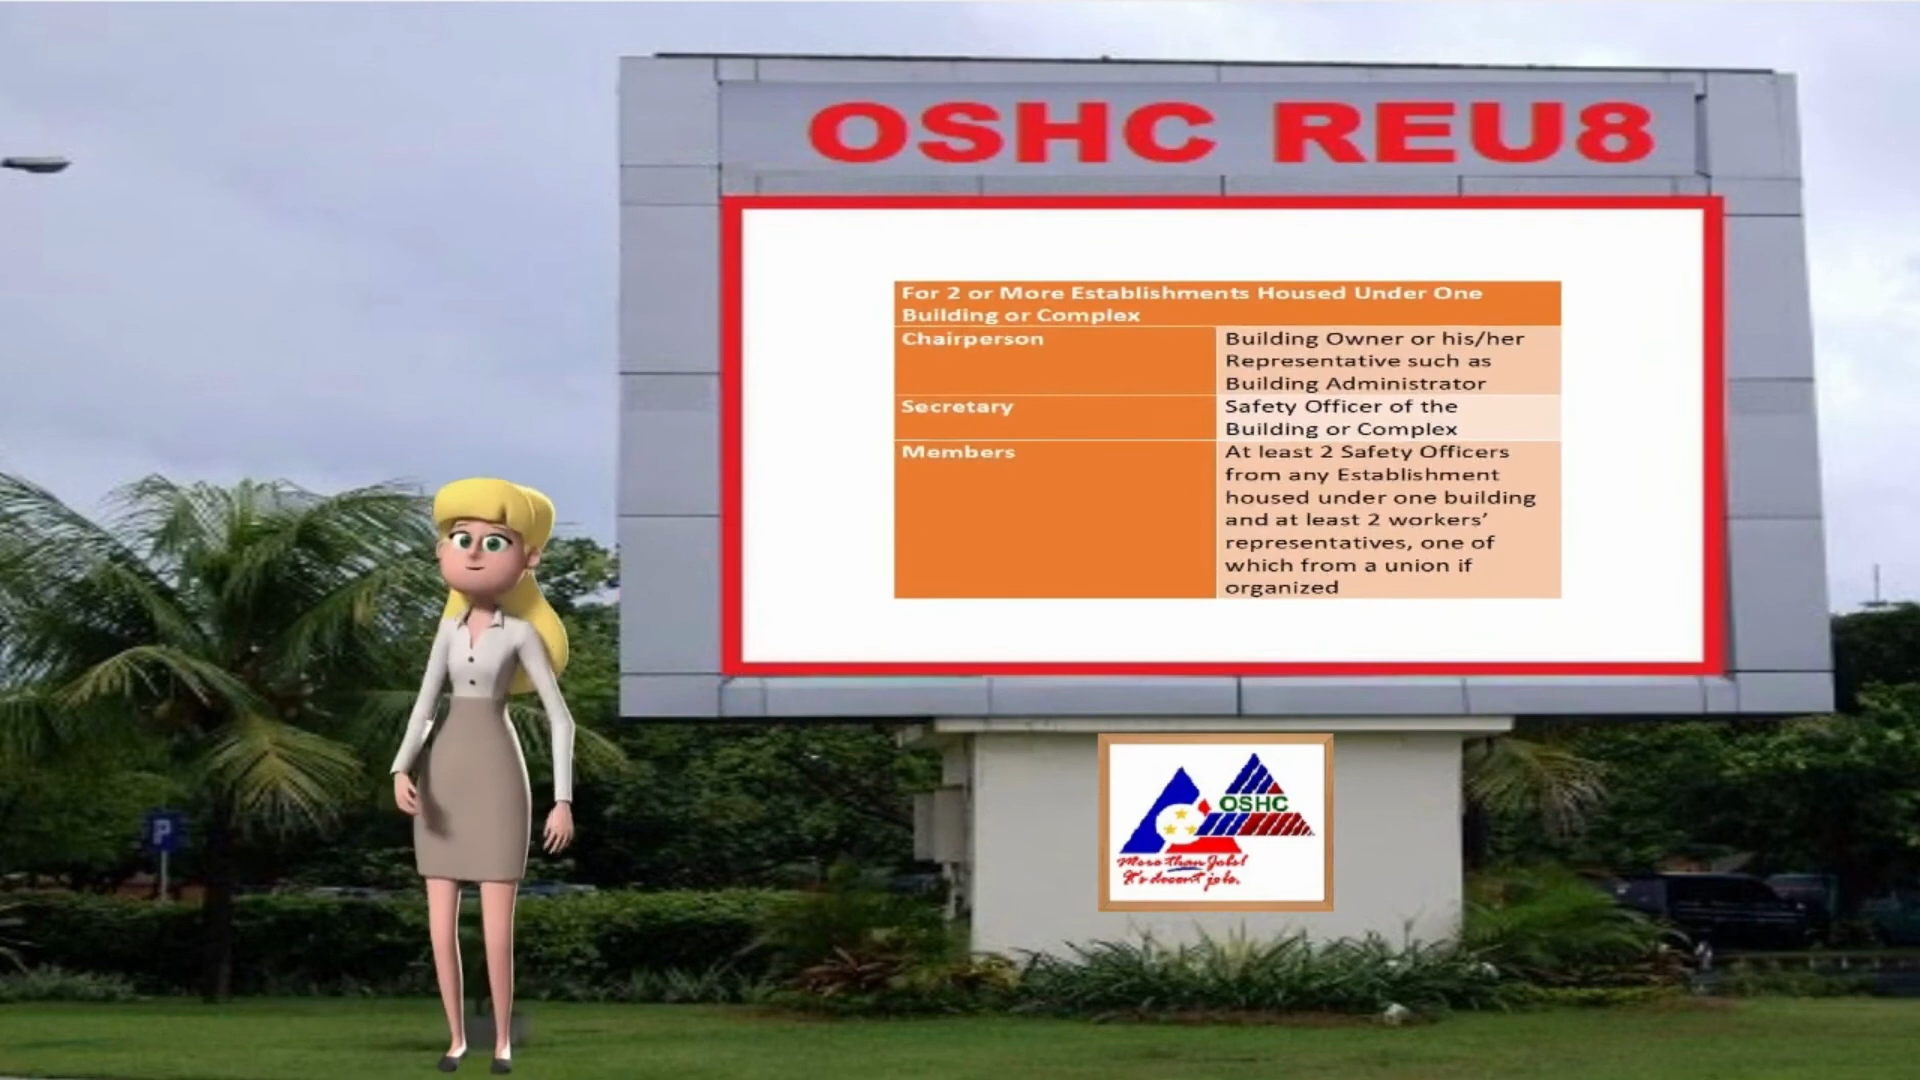 OSHC REU8
For 2 or More Establishments Housed Under One
Building or Complex
Chairperson
Building Owner or his/her
Representative such as
Building Administrator
Secretary
Safety Officer of the
Building or Complex
Members
At least 2 Safety Officers
from any Establishment
housed under one building
and at least 2 workers’
representatives, one of
which from a union if
organized
P
OSHC
More than Jobs!
It's decent jobs.